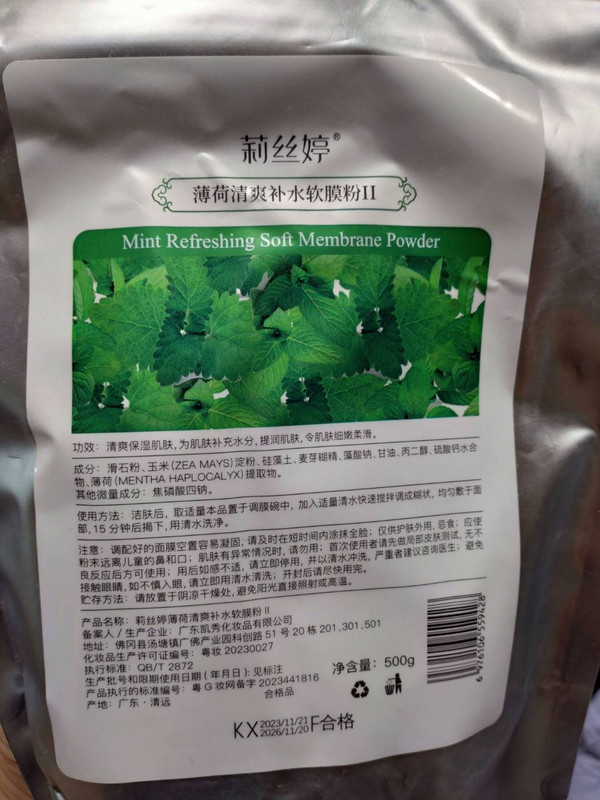 莉丝婷®
薄荷清爽补水软膜粉II
Mint Refreshing Soft Membrane Powder
功效：清爽保湿肌肤，为肌肤补充水分，提润肌肤，令肌肤细嫩柔滑。
成分：滑石粉、玉米(ZEA MAYS)淀粉、硅藻土、麦芽糊精、藻酸钠、甘油、丙二醇、硫酸钙水合
物、薄荷(MENTHA HAPLOCALYX)提取物。
其他微量成分：焦磷酸四钠。
使用方法：洁肤后，取适量本品置于调膜碗中，加入适量清水快速搅拌调成糊状，均匀敷于面
部，15分钟后揭下，用清水洗净。
注意：调配好的面膜空置容易凝固，请及时在短时间内涂抹全脸；仅供护肤外用，忌食；应使
粉末远离儿童的鼻和口；肌肤有异常情况时，请勿用；首次使用者请先做局部皮肤测试，无不
良反应后方可使用；用后如感不适，请立即停用，并以清水冲洗，严重者建议咨询医生；避免
接触眼睛，如不慎入眼，请立即用清水清洗；开封后请尽快用完。
贮存方法：请放置于阴凉干燥处，避免阳光直接照射或高温。
产品名称：莉丝婷薄荷清爽补水软膜粉II
备案人/生产企业：广东凯秀化妆品有限公司
地址：佛冈县汤塘镇广佛产业园科创路51号20栋201、301、501
化妆品生产许可证编号：粤妆20230027
执行标准：QB/T 2872
生产批号和限期使用日期(年月日)：见标注
产品执行的标准编号：粤G妆网备字2023441816
产地：广东·清远
合格品
净含量：500g
6 976106 559426
KX 2023/11/21 F合格
2026/11/20